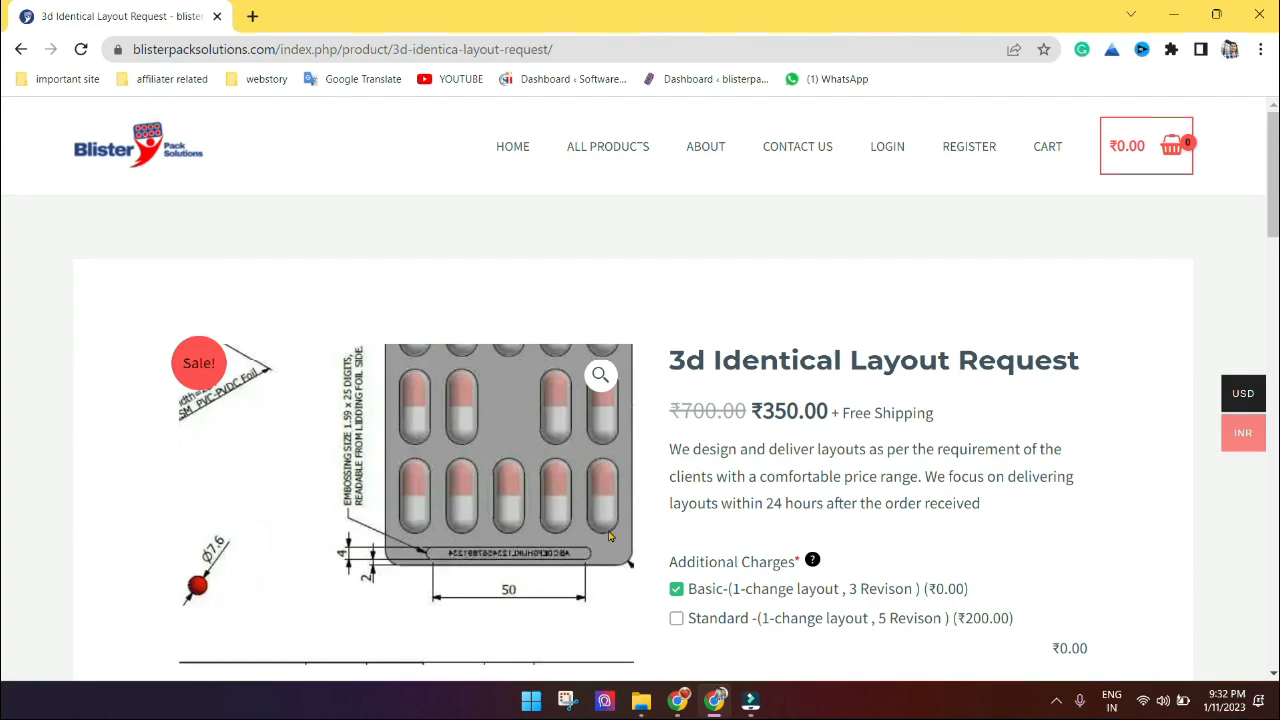 3d Identical Layout Request - blister
blisterpacksolutions.com/index.php/product/3d-identica-layout-request/
important site
affiliater related
webstory
Google Translate
YOUTUBE
Dashboard ‹ Software...
Dashboard ‹ blisterpa...
(1) WhatsApp
Blister Pack Solutions
HOME
ALL PRODUCTS
ABOUT
CONTACT US
LOGIN
REGISTER
CART
₹0.00
0
Sale!
SM PVC-PVDC Foil
EMBOSSING SIZE 1.59 x 25 DIGITS,
READABLE FROM LIDDING FOIL SIDE.
Ø7.6
4
2
50
3d Identical Layout Request
₹700.00 ₹350.00 + Free Shipping
We design and deliver layouts as per the requirement of the
clients with a comfortable price range. We focus on delivering
layouts within 24 hours after the order received
Additional Charges* ?
Basic-(1-change layout , 3 Revison ) (₹0.00)
Standard -(1-change layout , 5 Revison ) (₹200.00)
₹0.00
USD
INR
ENG
IN
9:32 PM
1/11/2023